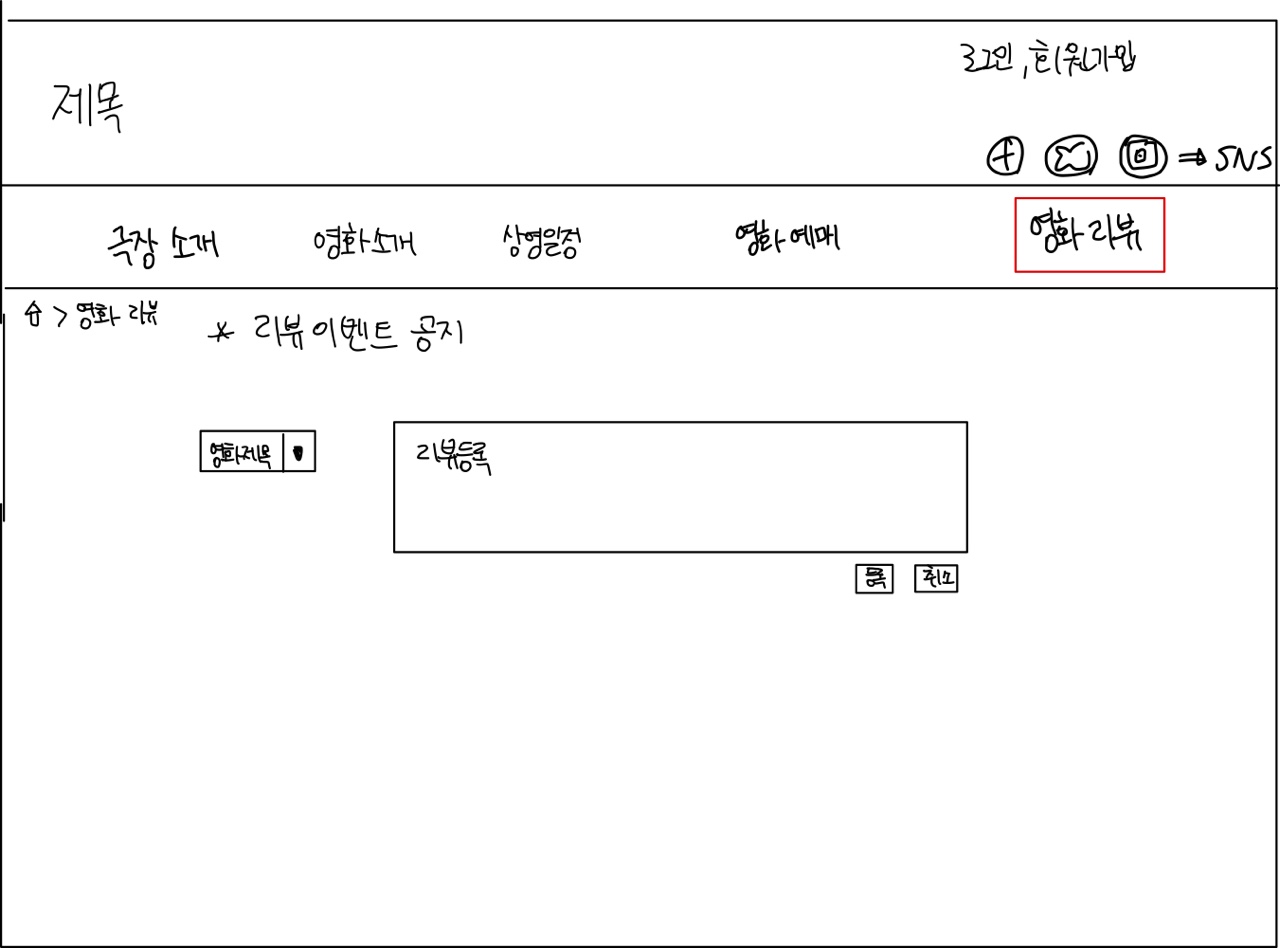 로그인, 회원가입
제목
⇒ SNS
극장 소개 영화소개 상영일정 영화 예매 영화 리뷰
> 영화 리뷰
* 리뷰 이벤트 공지
영화제목
리뷰등록
등록 취소